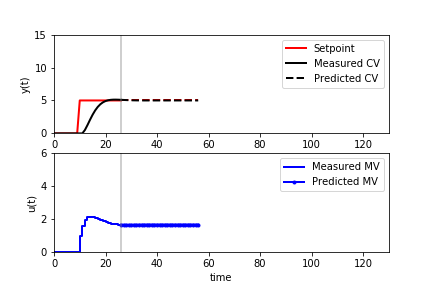 15
10
5
0
y(t)
Setpoint
Measured CV
Predicted CV
0 20 40 60 80 100 120
6
4
2
0
u(t)
Measured MV
Predicted MV
0 20 40 60 80 100 120
time